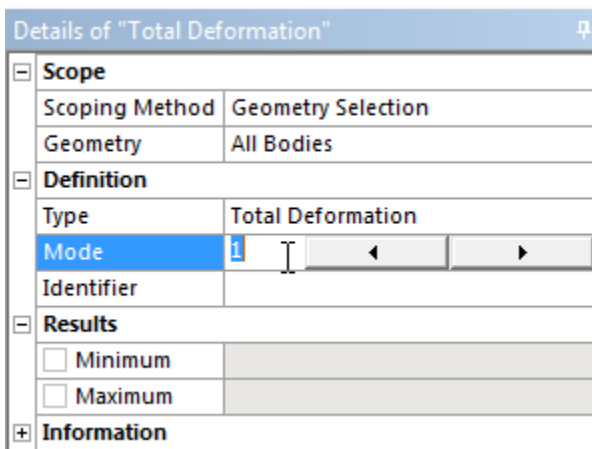 Details of "Total Deformation"
Scope
Scoping Method Geometry Selection
Geometry All Bodies
Definition
Type Total Deformation
Mode 1
Identifier
Results
Minimum
Maximum
Information